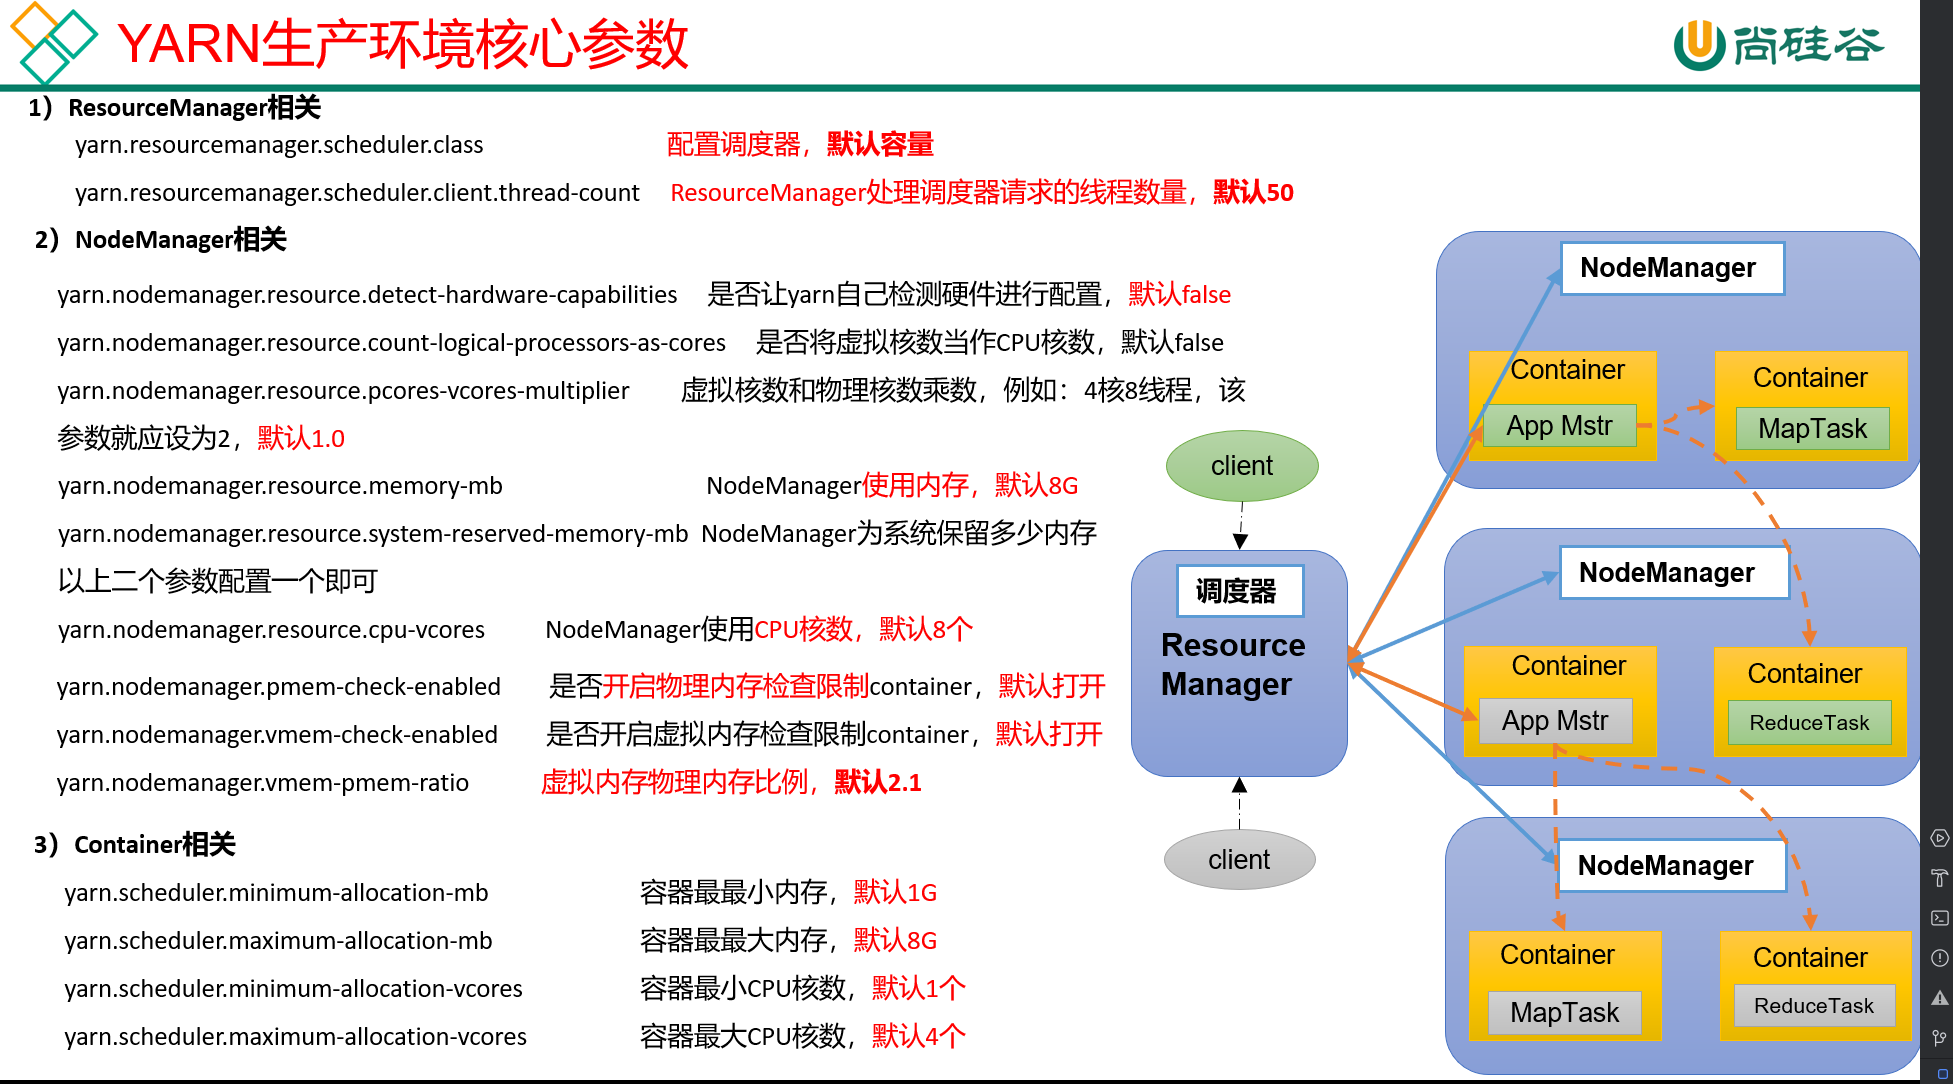 YARN生产环境核心参数
尚硅谷
1）ResourceManager相关
yarn.resourcemanager.scheduler.class 配置调度器，默认容量
yarn.resourcemanager.scheduler.client.thread-count ResourceManager处理调度器请求的线程数量，默认50
2）NodeManager相关
yarn.nodemanager.resource.detect-hardware-capabilities 是否让yarn自己检测硬件进行配置，默认false
yarn.nodemanager.resource.count-logical-processors-as-cores 是否将虚拟核数当作CPU核数，默认false
yarn.nodemanager.resource.pcores-vcores-multiplier 虚拟核数和物理核数乘数，例如：4核8线程，该
参数就应设为2，默认1.0
yarn.nodemanager.resource.memory-mb NodeManager使用内存，默认8G
yarn.nodemanager.resource.system-reserved-memory-mb NodeManager为系统保留多少内存
以上二个参数配置一个即可
yarn.nodemanager.resource.cpu-vcores NodeManager使用CPU核数，默认8个
yarn.nodemanager.pmem-check-enabled 是否开启物理内存检查限制container，默认打开
yarn.nodemanager.vmem-check-enabled 是否开启虚拟内存检查限制container，默认打开
yarn.nodemanager.vmem-pmem-ratio 虚拟内存物理内存比例，默认2.1
3）Container相关
yarn.scheduler.minimum-allocation-mb 容器最最小内存，默认1G
yarn.scheduler.maximum-allocation-mb 容器最最大内存，默认8G
yarn.scheduler.minimum-allocation-vcores 容器最小CPU核数，默认1个
yarn.scheduler.maximum-allocation-vcores 容器最大CPU核数，默认4个
client
调度器
Resource
Manager
client
NodeManager
Container
App Mstr
Container
MapTask
NodeManager
Container
App Mstr
Container
ReduceTask
NodeManager
Container
MapTask
Container
ReduceTask